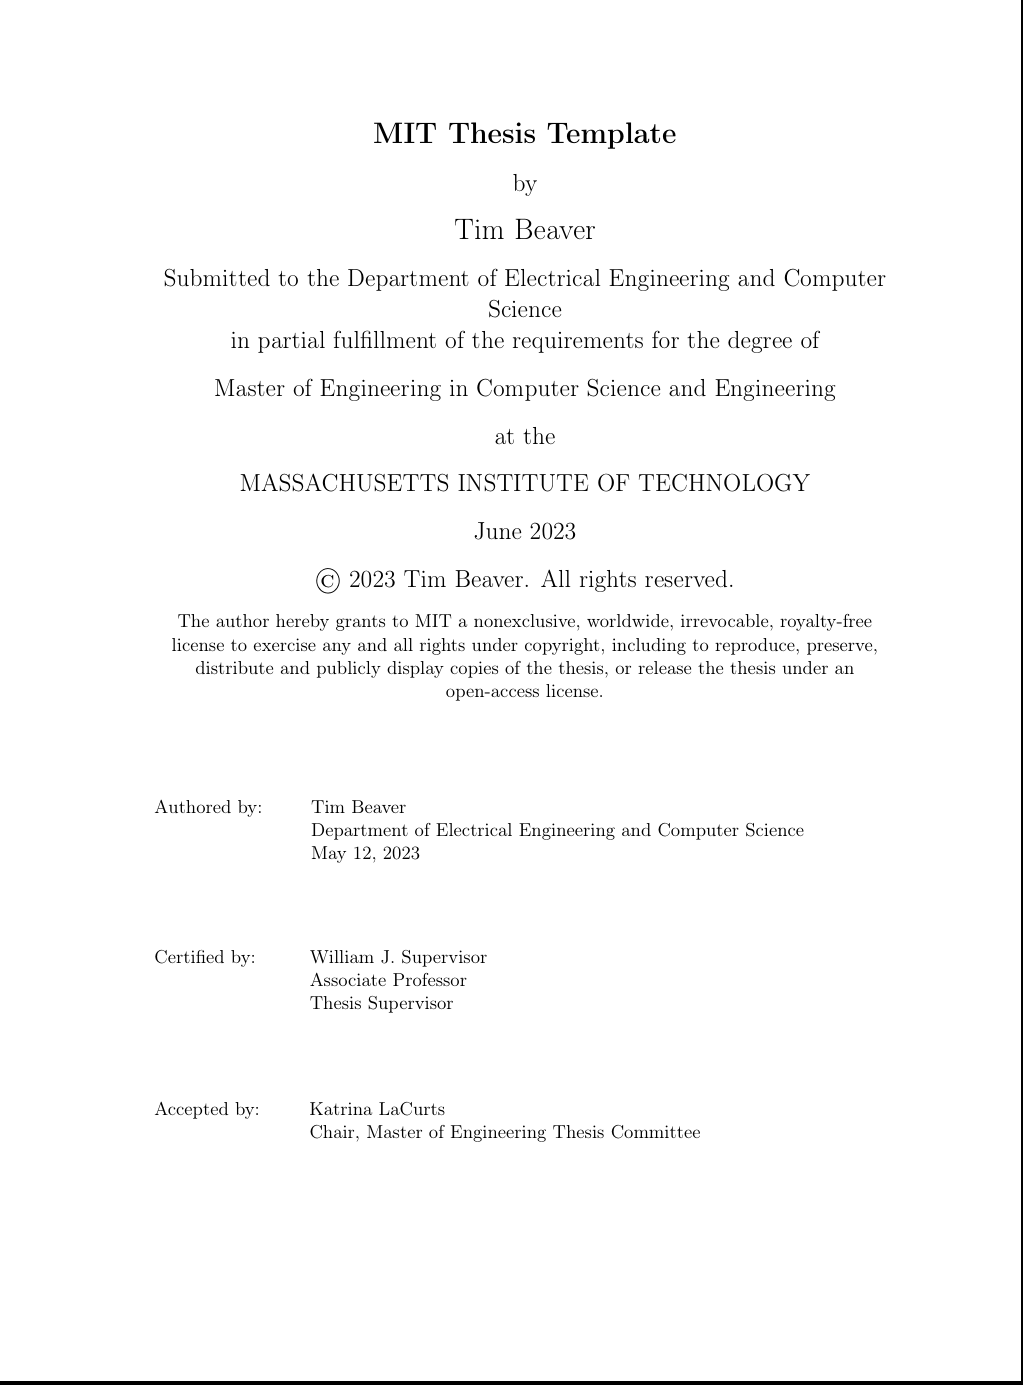 MIT Thesis Template
by
Tim Beaver
Submitted to the Department of Electrical Engineering and Computer
Science
in partial fulfillment of the requirements for the degree of
Master of Engineering in Computer Science and Engineering
at the
MASSACHUSETTS INSTITUTE OF TECHNOLOGY
June 2023
© 2023 Tim Beaver. All rights reserved.
The author hereby grants to MIT a nonexclusive, worldwide, irrevocable, royalty-free
license to exercise any and all rights under copyright, including to reproduce, preserve,
distribute and publicly display copies of the thesis, or release the thesis under an
open-access license.
Authored by: Tim Beaver
Department of Electrical Engineering and Computer Science
May 12, 2023
Certified by: William J. Supervisor
Associate Professor
Thesis Supervisor
Accepted by: Katrina LaCurts
Chair, Master of Engineering Thesis Committee